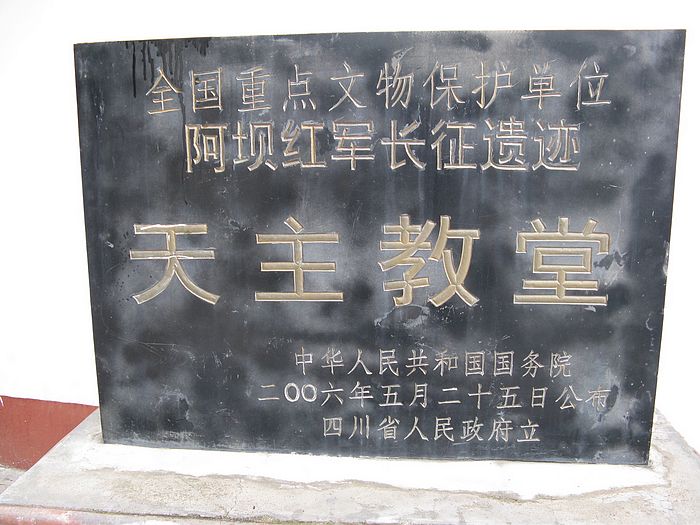 全国重点文物保护单位
阿坝红军长征遗迹
天主教堂
中华人民共和国国务院
二〇〇六年五月二十五日公布
四川省人民政府立